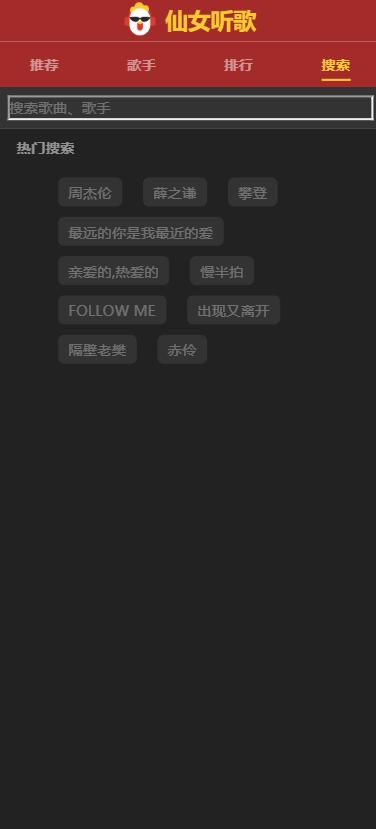 仙女听歌
推荐 歌手 排行 搜索
搜索歌曲、歌手
热门搜索
周杰伦 薛之谦 攀登
最远的你是我最近的爱
亲爱的,热爱的 慢半拍
FOLLOW ME 出现又离开
隔壁老樊 赤伶